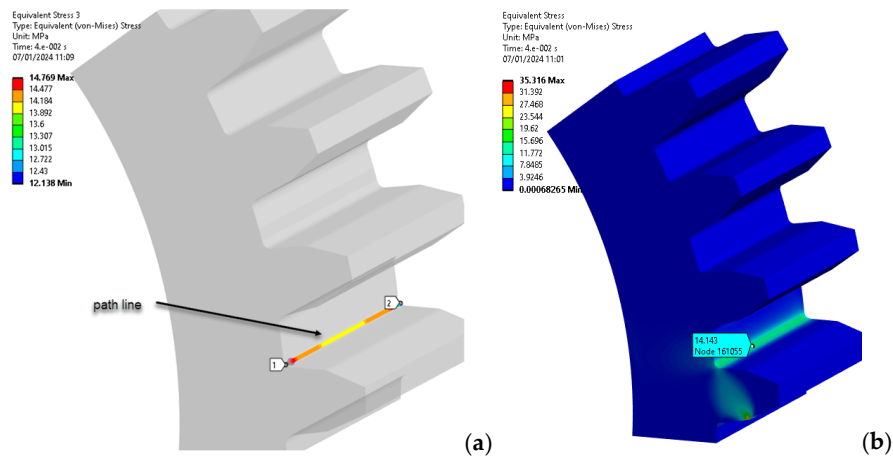 Equivalent Stress 3
Type: Equivalent (von-Mises) Stress
Unit: MPa
Time: 4.e-002 s
07/01/2024 11:09
14.769 Max
14.477
14.184
13.892
13.6
13.307
13.015
12.722
12.43
12.138 Min
path line
1
2
(a)
Equivalent Stress
Type: Equivalent (von-Mises) Stress
Unit: MPa
Time: 4.e-002 s
07/01/2024 11:01
35.316 Max
31.392
27.468
23.544
19.62
15.696
11.772
7.8485
3.9246
0.00068265 Min
14.143
Node 161055
(b)